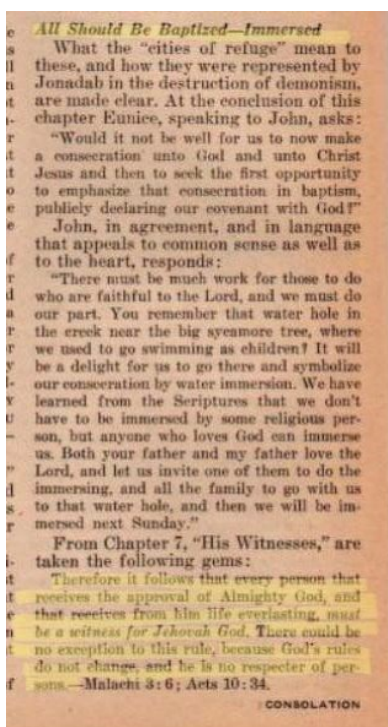 All Should Be Baptized—Immersed
What the “cities of refuge” mean to
these, and how they were represented by
Jonadab in the destruction of demonism,
are made clear. At the conclusion of this
chapter Eunice, speaking to John, asks:
“Would it not be well for us to now make
a consecration unto God and unto Christ
Jesus and then to seek the first opportunity
to emphasize that consecration in baptism,
publicly declaring our covenant with God?”
John, in agreement, and in language
that appeals to common sense as well as
to the heart, responds:
“There must be much work for those to do
who are faithful to the Lord, and we must do
our part. You remember that water hole in
the creek near the big sycamore tree, where
we used to go swimming as children? It will
be a delight for us to go there and symbolize
our consecration by water immersion. We have
learned from the Scriptures that we don't
have to be immersed by some religious per-
son, but anyone who loves God can immerse
us. Both your father and my father love the
Lord, and let us invite one of them to do the
immersing, and all the family to go with us
to that water hole, and then we will be im-
mersed next Sunday.”
From Chapter 7, “His Witnesses,” are
taken the following gems:
Therefore it follows that every person that
receives the approval of Almighty God, and
that receives from him life everlasting, must
be a witness for Jehovah God. There could be
no exception to this rule, because God's rules
do not change, and he is no respecter of per-
sons.—Malachi 3:6; Acts 10:34.
CONSOLATION